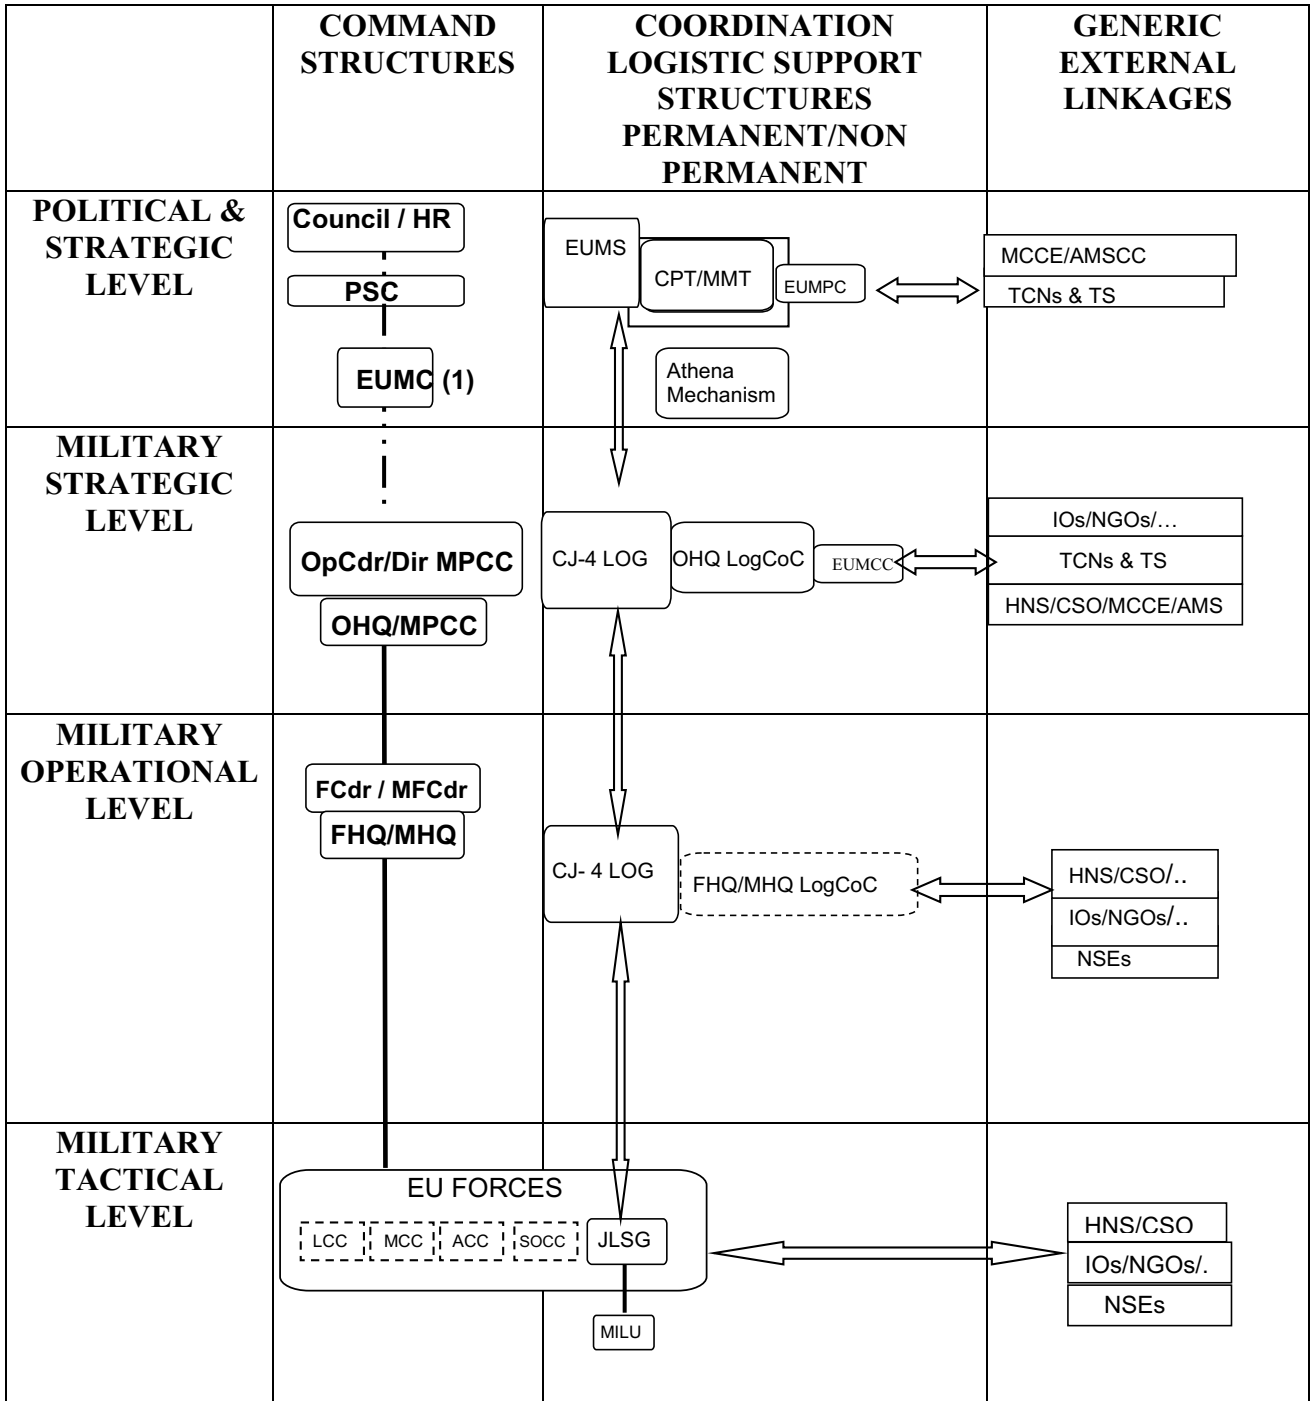 COMMAND
STRUCTURES
COORDINATION
LOGISTIC SUPPORT
STRUCTURES
PERMANENT/NON
PERMANENT
GENERIC
EXTERNAL
LINKAGES
POLITICAL &
STRATEGIC
LEVEL
Council / HR
PSC
EUMC (1)
EUMS
CPT/MMT
EUMPC
Athena
Mechanism
MCCE/AMSCC
TCNs & TS
MILITARY
STRATEGIC
LEVEL
OpCdr/Dir MPCC
OHQ/MPCC
CJ-4 LOG
OHQ LogCoC
EUMCC
IOs/NGOs/…
TCNs & TS
HNS/CSO/MCCE/AMS
MILITARY
OPERATIONAL
LEVEL
FCdr / MFCdr
FHQ/MHQ
CJ- 4 LOG
FHQ/MHQ LogCoC
HNS/CSO/..
IOs/NGOs/..
NSEs
MILITARY
TACTICAL
LEVEL
EU FORCES
LCC
MCC
ACC
SOCC
JLSG
MILU
HNS/CSO
IOs/NGOs/.
NSEs